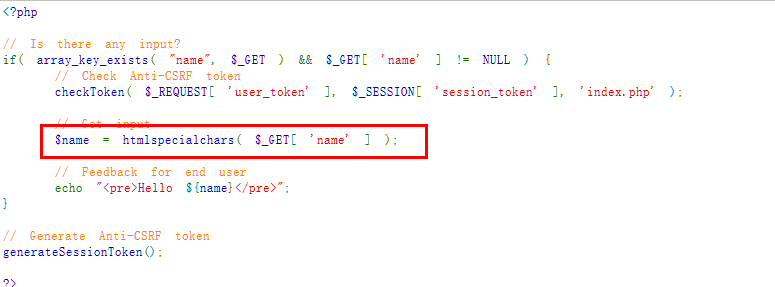 <?php
// Is there any input?
if( array_key_exists( "name", $_GET ) && $_GET[ 'name' ] != NULL ) {
// Check Anti-CSRF token
checkToken( $_REQUEST[ 'user_token' ], $_SESSION[ 'session_token' ], 'index.php' );
// Get input
$name = htmlspecialchars( $_GET[ 'name' ] );
// Feedback for end user
echo "<pre>Hello ${name}</pre>";
}
// Generate Anti-CSRF token
generateSessionToken();
?>